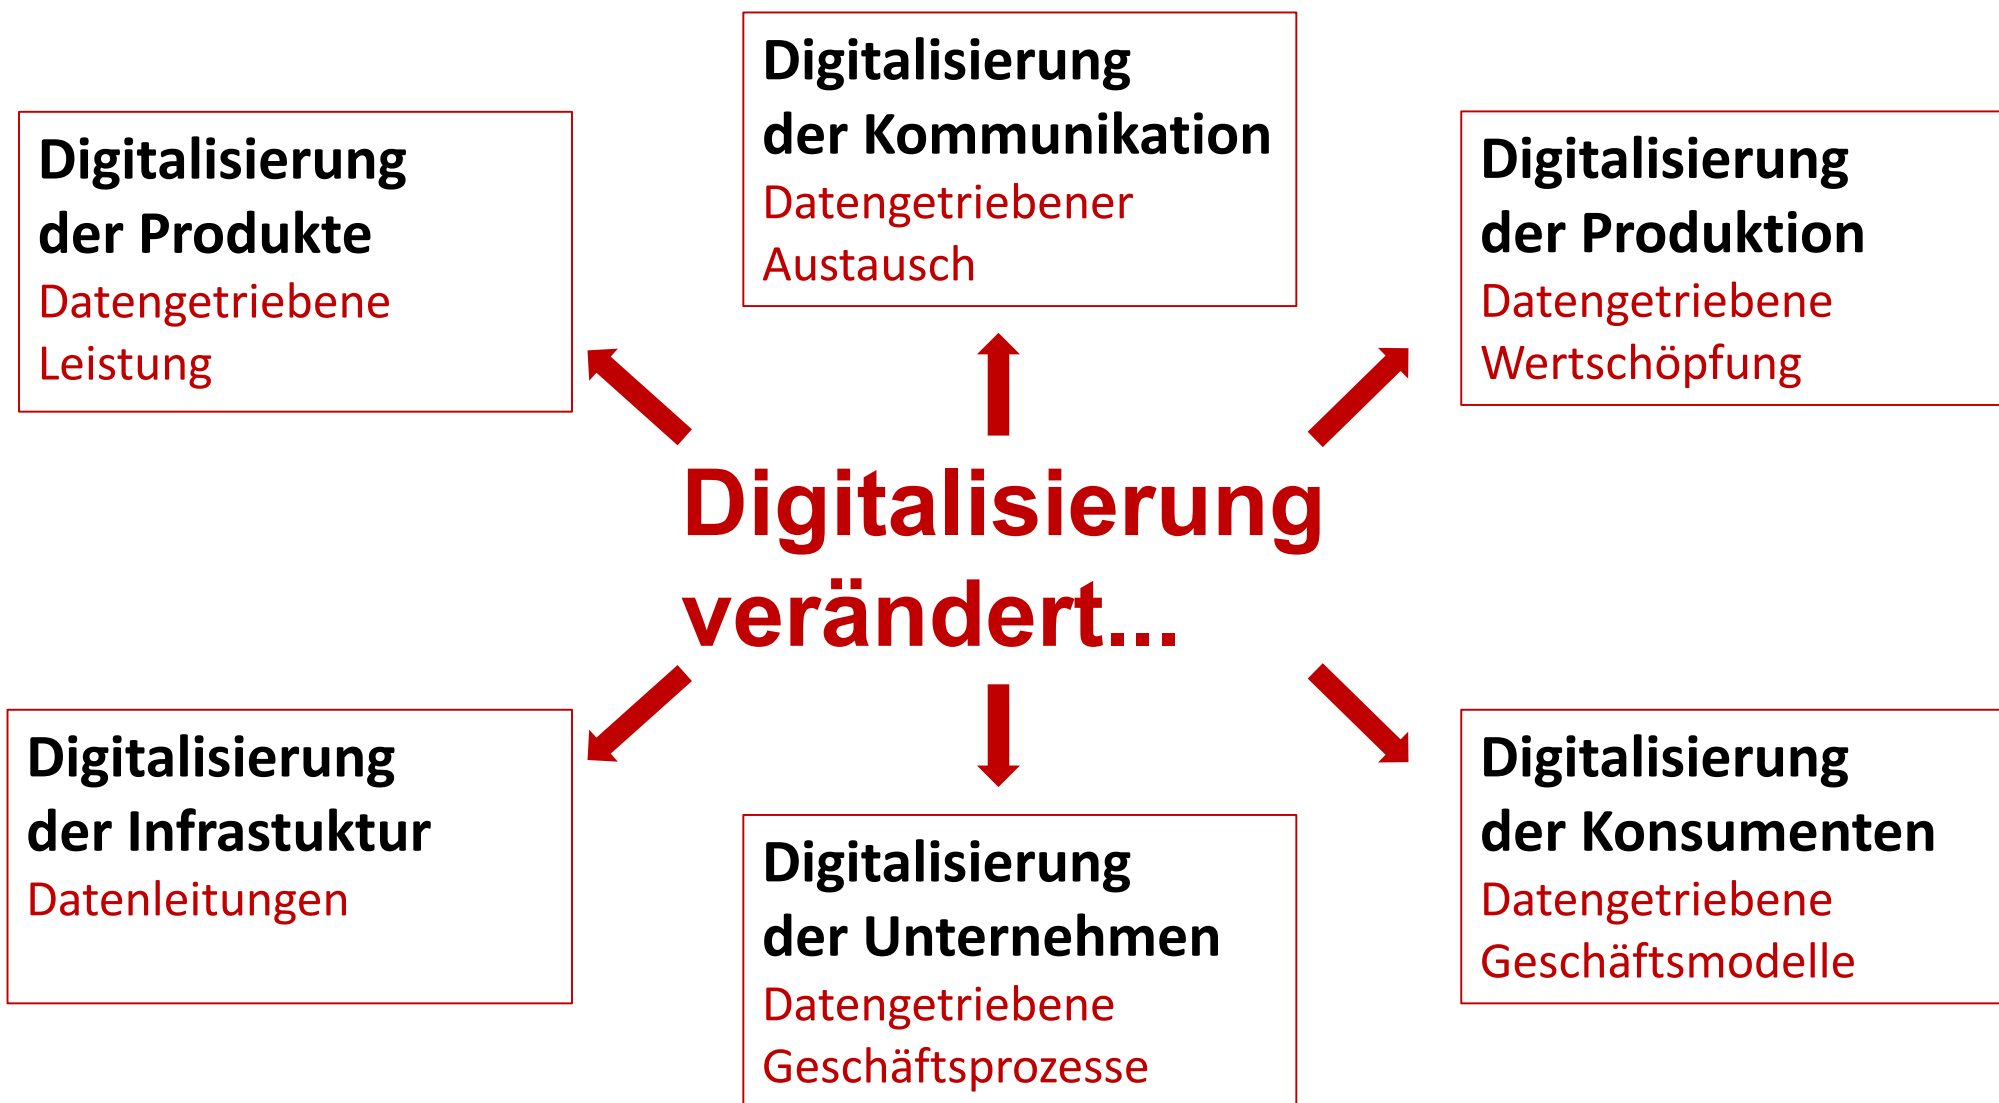 Digitalisierung
der Produkte
Datengetriebene
Leistung
Digitalisierung
der Kommunikation
Datengetriebener
Austausch
Digitalisierung
der Produktion
Datengetriebene
Wertschöpfung
Digitalisierung
verändert...
Digitalisierung
der Infrastuktur
Datenleitungen
Digitalisierung
der Unternehmen
Datengetriebene
Geschäftsprozesse
Digitalisierung
der Konsumenten
Datengetriebene
Geschäftsmodelle